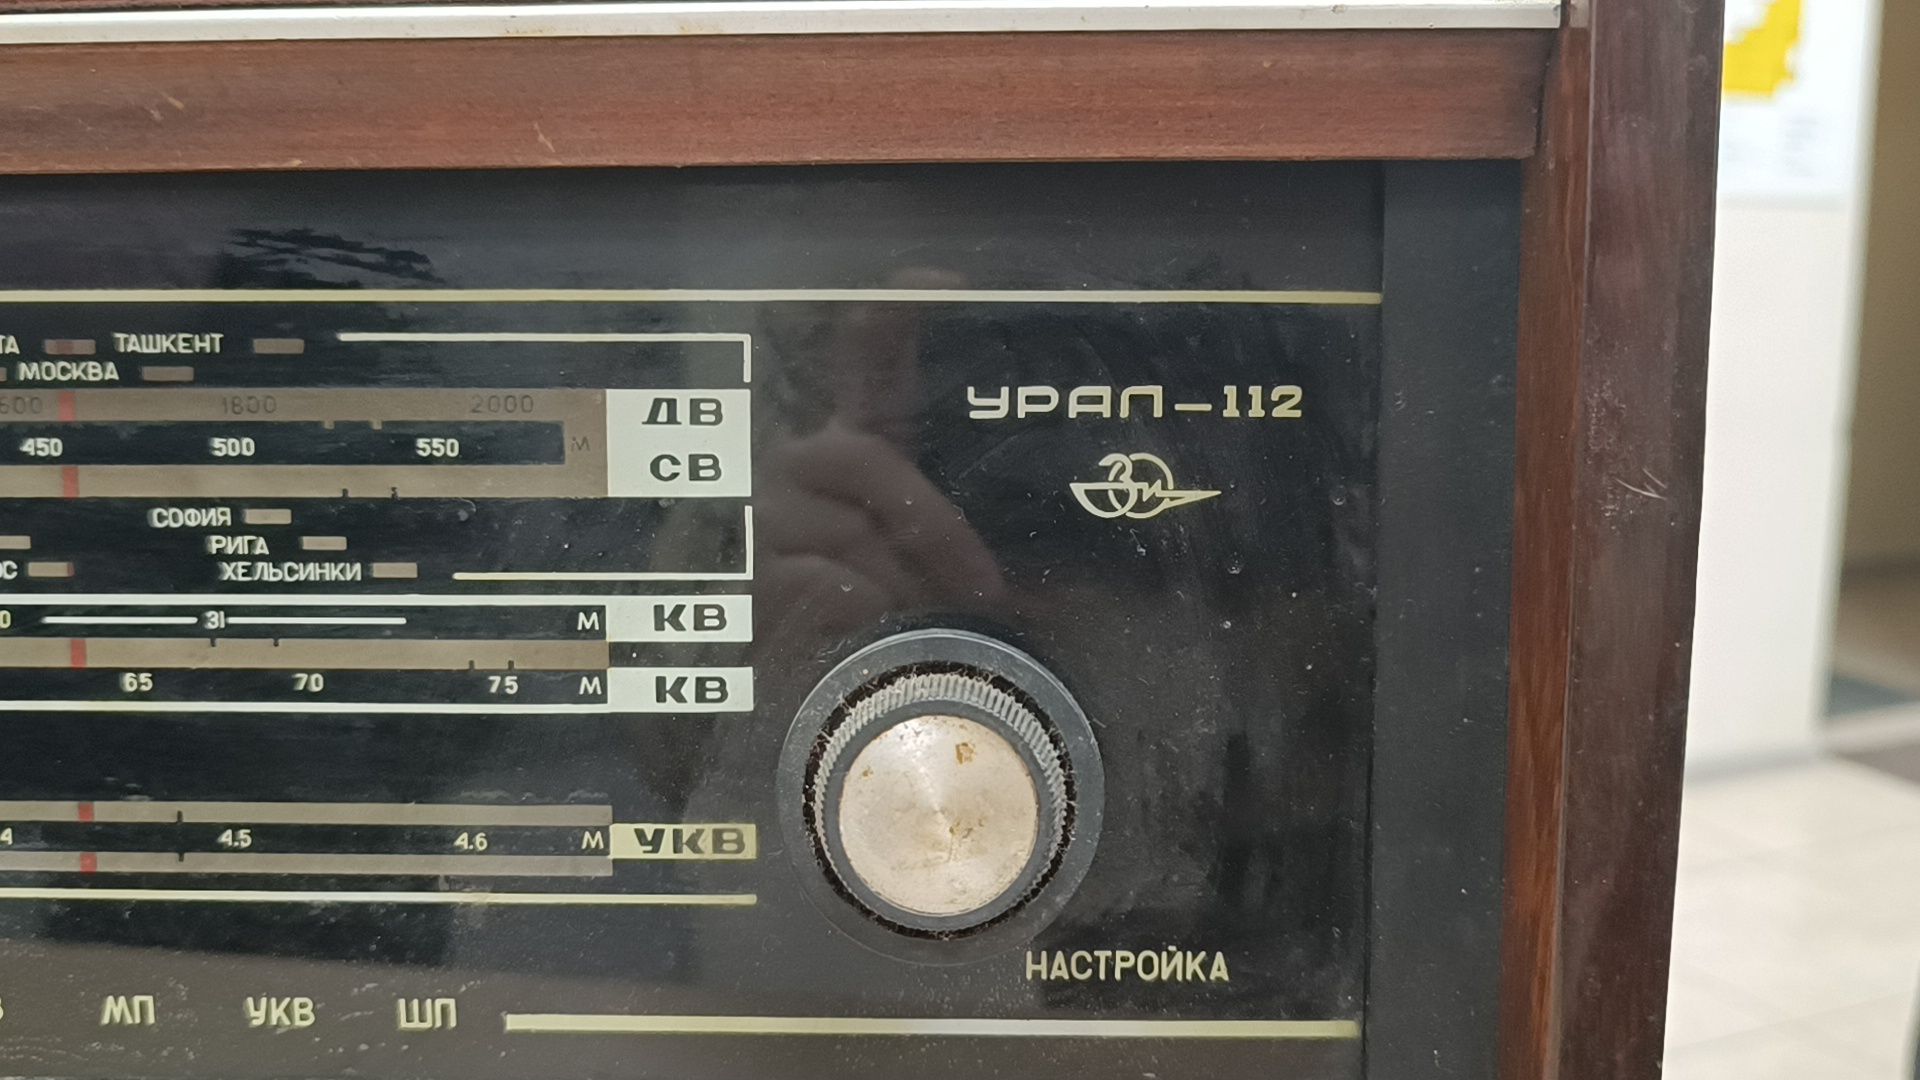 ТАШКЕНТ
МОСКВА
1800 2000 ДВ
450 500 550 М СВ
УРАЛ-112
ЗИ
СОФИЯ
РИГА
ХЕЛЬСИНКИ
31 М КВ
65 70 75 М КВ
4.5 4.6 М УКВ
НАСТРОЙКА
МП УКВ ШП